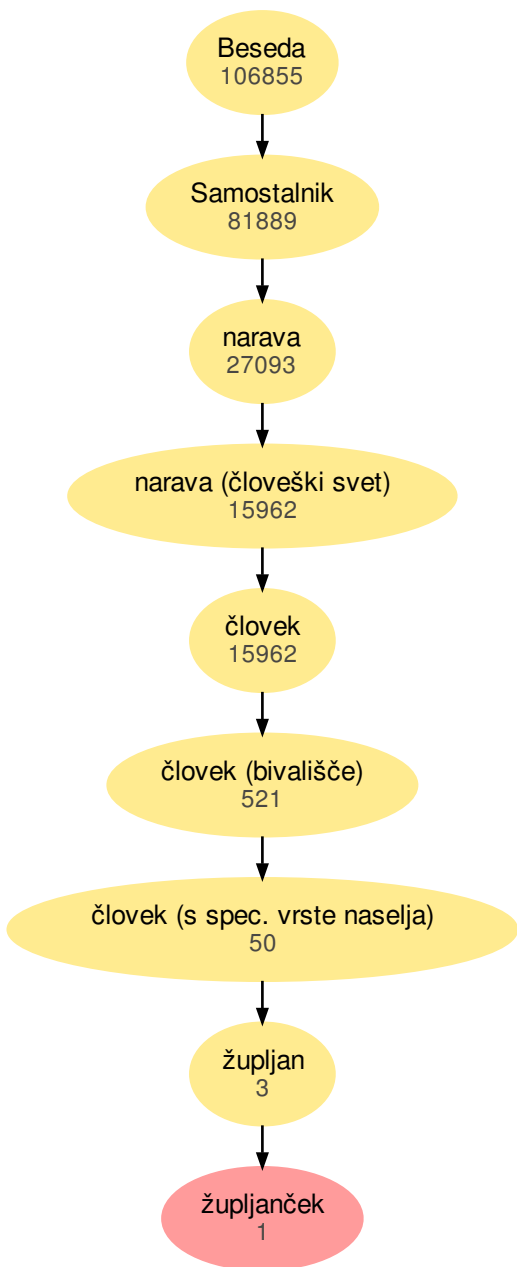 Beseda
106855
Samostalnik
81889
narava
27093
narava (človeški svet)
15962
človek
15962
človek (bivališče)
521
človek (s spec. vrste naselja)
50
župljan
3
župljanček
1